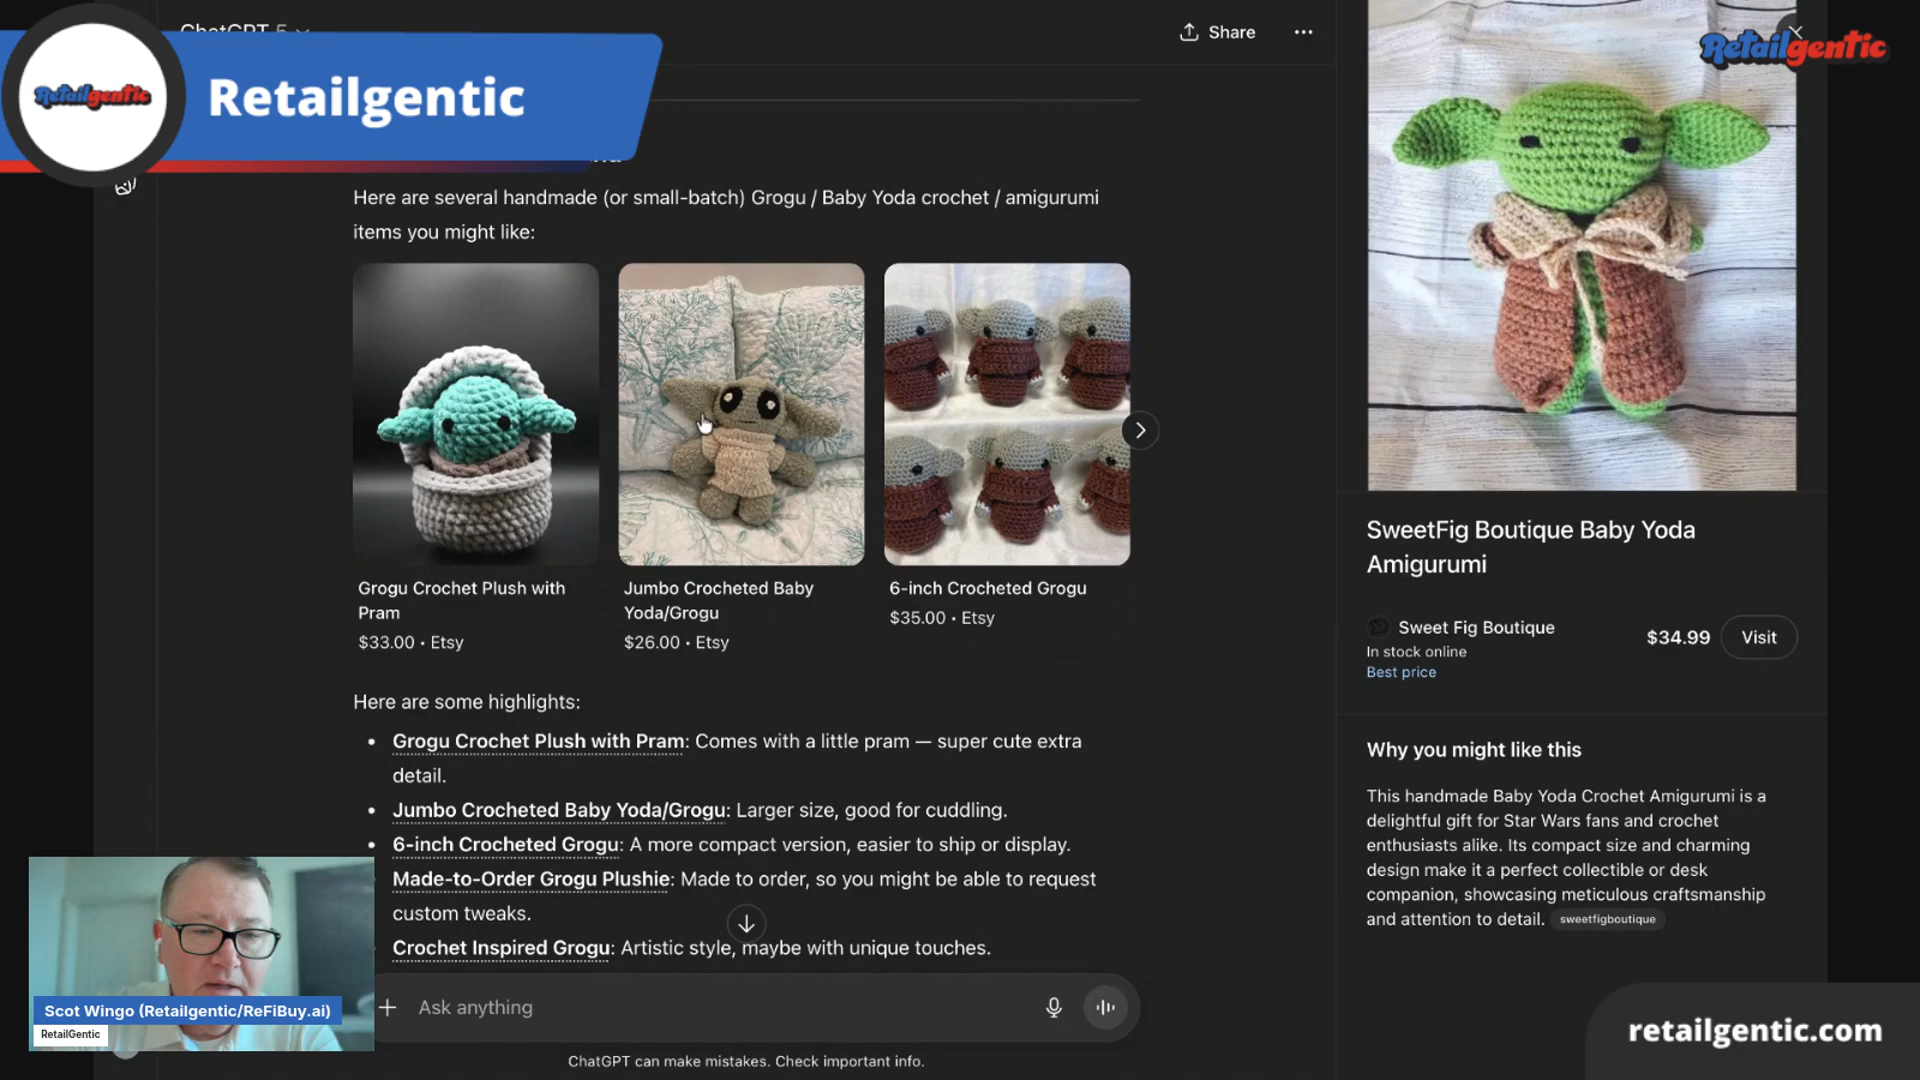 ChatGPT 5
Share
Retailgentic
Retailgentic
Retailgentic
Here are several handmade (or small-batch) Grogu / Baby Yoda crochet / amigurumi
items you might like:
Grogu Crochet Plush with
Pram
$33.00 • Etsy
Jumbo Crocheted Baby
Yoda/Grogu
$26.00 • Etsy
6-inch Crocheted Grogu
$35.00 • Etsy
Here are some highlights:
• Grogu Crochet Plush with Pram: Comes with a little pram — super cute extra
detail.
• Jumbo Crocheted Baby Yoda/Grogu: Larger size, good for cuddling.
• 6-inch Crocheted Grogu: A more compact version, easier to ship or display.
Made-to-Order Grogu Plushie: Made to order, so you might be able to request
custom tweaks.
Crochet Inspired Grogu: Artistic style, maybe with unique touches.
Ask anything
ChatGPT can make mistakes. Check important info.
SweetFig Boutique Baby Yoda
Amigurumi
Sweet Fig Boutique
In stock online
Best price
$34.99
Visit
Why you might like this
This handmade Baby Yoda Crochet Amigurumi is a
delightful gift for Star Wars fans and crochet
enthusiasts alike. Its compact size and charming
design make it a perfect collectible or desk
companion, showcasing meticulous craftsmanship
and attention to detail. sweetfigboutique
Scot Wingo (Retailgentic/ReFiBuy.ai)
RetailGentic
retailgentic.com